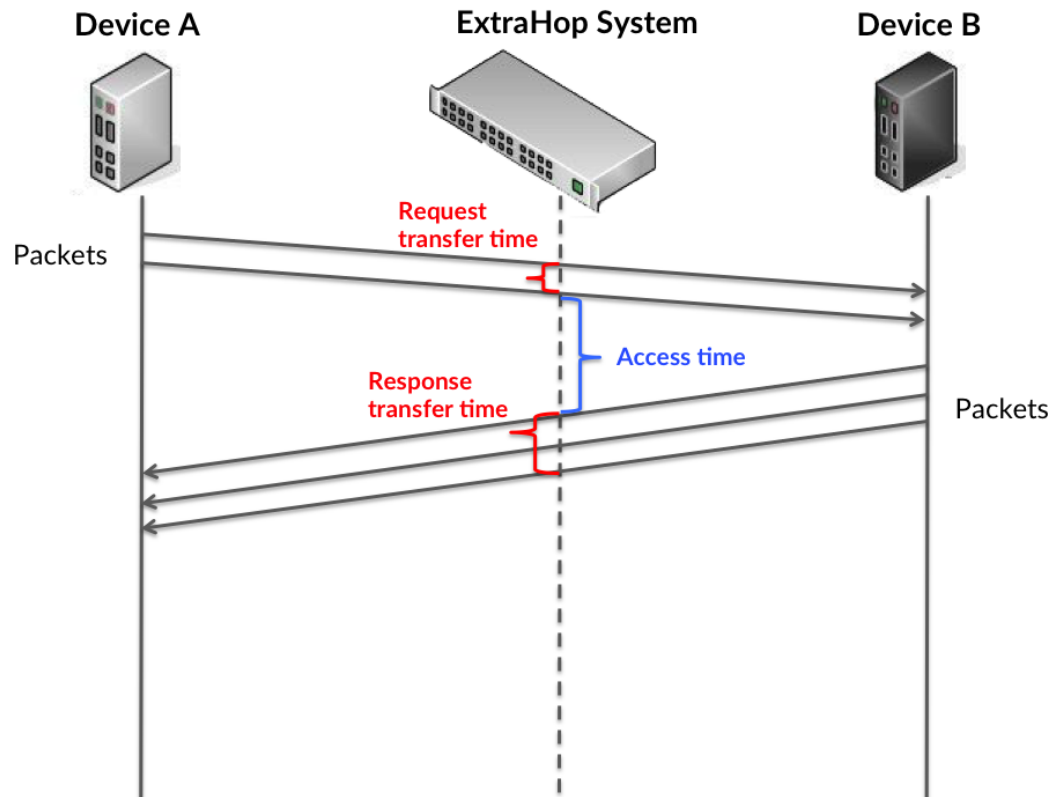 Device A
ExtraHop System
Device B
Request
transfer time
Packets
Access time
Response
transfer time
Packets